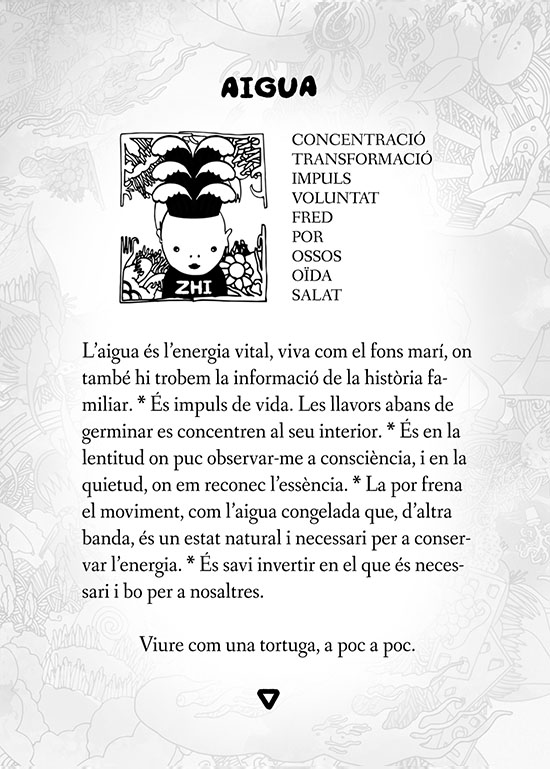 AIGUA
CONCENTRACIÓ
TRANSFORMACIÓ
IMPULS
VOLUNTAT
FRED
POR
OSSOS
OÏDA
SALAT
ZHI
L’aigua és l’energia vital, viva com el fons marí, on
també hi trobem la informació de la història fa-
miliar. * És impuls de vida. Les llavors abans de
germinar es concentren al seu interior. * És en la
lentitud on puc observar-me a consciència, i en la
quietud, on em reconec l’essència. * La por frena
el moviment, com l’aigua congelada que, d’altra
banda, és un estat natural i necessari per a conser-
var l’energia. * És savi invertir en el que és neces-
sari i bo per a nosaltres.
Viure com una tortuga, a poc a poc.